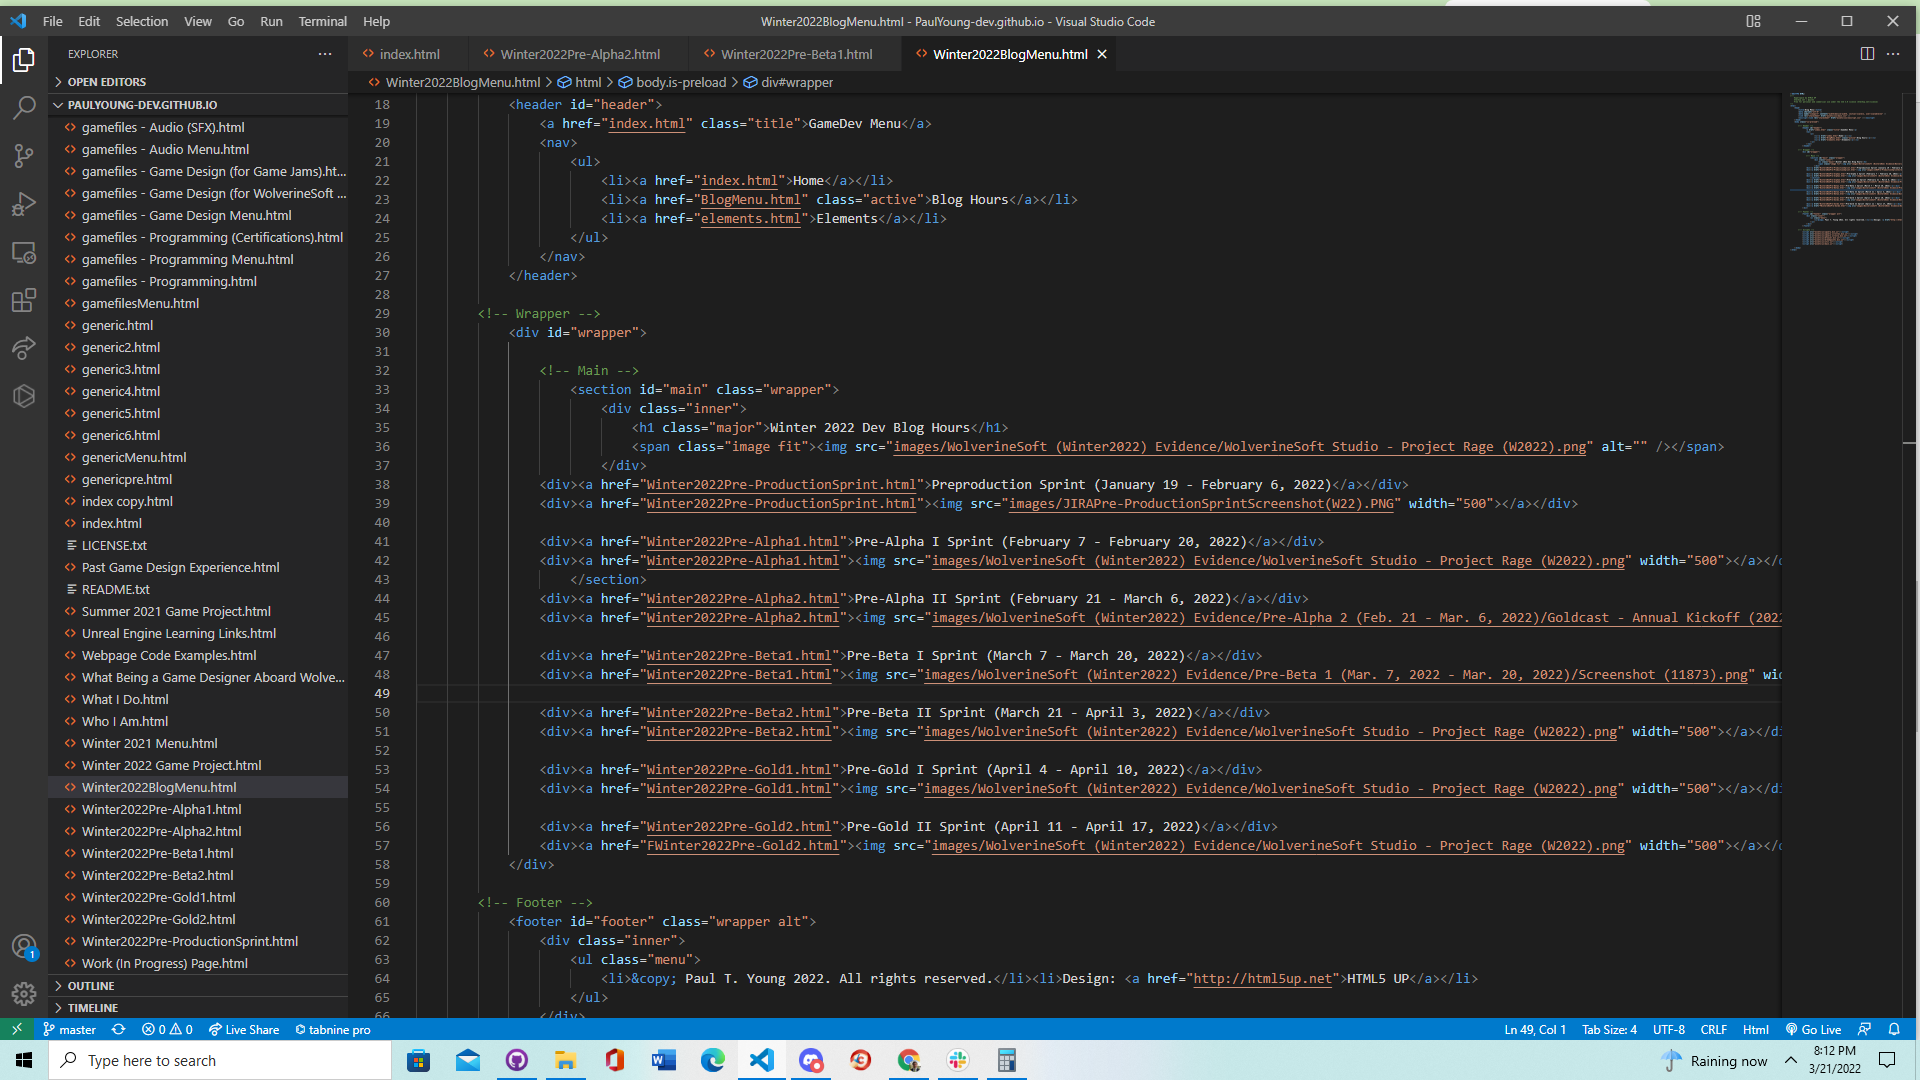 File Edit Selection View Go Run Terminal Help
Winter2022BlogMenu.html - PaulYoung-dev.github.io - Visual Studio Code
EXPLORER
OPEN EDITORS
PAULYOUNG-DEV.GITHUB.IO
gamefiles - Audio (SFX).html
gamefiles - Audio Menu.html
gamefiles - Game Design (for Game Jams).ht...
gamefiles - Game Design (for WolverineSoft ...
gamefiles - Game Design Menu.html
gamefiles - Programming (Certifications).html
gamefiles - Programming Menu.html
gamefiles - Programming.html
gamefilesMenu.html
generic.html
generic2.html
generic3.html
generic4.html
generic5.html
generic6.html
genericMenu.html
genericpre.html
index copy.html
index.html
LICENSE.txt
Past Game Design Experience.html
README.txt
Summer 2021 Game Project.html
Unreal Engine Learning Links.html
Webpage Code Examples.html
What Being a Game Designer Aboard Wolve...
What I Do.html
Who I Am.html
Winter 2021 Menu.html
Winter 2022 Game Project.html
Winter2022BlogMenu.html
Winter2022Pre-Alpha1.html
Winter2022Pre-Alpha2.html
Winter2022Pre-Beta1.html
Winter2022Pre-Beta2.html
Winter2022Pre-Gold1.html
Winter2022Pre-Gold2.html
Winter2022Pre-ProductionSprint.html
Work (In Progress) Page.html
OUTLINE
TIMELINE
index.html Winter2022Pre-Alpha2.html Winter2022Pre-Beta1.html Winter2022BlogMenu.html
Winter2022BlogMenu.html > html > body.is-preload > div#wrapper
18 <header id="header">
19 <a href="index.html" class="title">GameDev Menu</a>
20 <nav>
21 <ul>
22 <li><a href="index.html">Home</a></li>
23 <li><a href="BlogMenu.html" class="active">Blog Hours</a></li>
24 <li><a href="elements.html">Elements</a></li>
25 </ul>
26 </nav>
27 </header>
28
29 <!-- Wrapper -->
30 <div id="wrapper">
31
32 <!-- Main -->
33 <section id="main" class="wrapper">
34 <div class="inner">
35 <h1 class="major">Winter 2022 Dev Blog Hours</h1>
36 <span class="image fit"><img src="images/WolverineSoft (Winter2022) Evidence/WolverineSoft Studio - Project Rage (W2022).png" alt="" /></span>
37 </div>
38 <div><a href="Winter2022Pre-ProductionSprint.html">Preproduction Sprint (January 19 - February 6, 2022)</a></div>
39 <div><a href="Winter2022Pre-ProductionSprint.html"><img src="images/JIRAPre-ProductionSprintScreenshot(W22).PNG" width="500"></a></div>
40
41 <div><a href="Winter2022Pre-Alpha1.html">Pre-Alpha I Sprint (February 7 - February 20, 2022)</a></div>
42 <div><a href="Winter2022Pre-Alpha1.html"><img src="images/WolverineSoft (Winter2022) Evidence/WolverineSoft Studio - Project Rage (W2022).png" width="500"></a></d
43 </section>
44 <div><a href="Winter2022Pre-Alpha2.html">Pre-Alpha II Sprint (February 21 - March 6, 2022)</a></div>
45 <div><a href="Winter2022Pre-Alpha2.html"><img src="images/WolverineSoft (Winter2022) Evidence/Pre-Alpha 2 (Feb. 21 - Mar. 6, 2022)/Goldcast - Annual Kickoff (202
46
47 <div><a href="Winter2022Pre-Beta1.html">Pre-Beta I Sprint (March 7 - March 20, 2022)</a></div>
48 <div><a href="Winter2022Pre-Beta1.html"><img src="images/WolverineSoft (Winter2022) Evidence/Pre-Beta 1 (Mar. 7, 2022 - Mar. 20, 2022)/Screenshot (11873).png" wid
49
50 <div><a href="Winter2022Pre-Beta2.html">Pre-Beta II Sprint (March 21 - April 3, 2022)</a></div>
51 <div><a href="Winter2022Pre-Beta2.html"><img src="images/WolverineSoft (Winter2022) Evidence/WolverineSoft Studio - Project Rage (W2022).png" width="500"></a></di
52
53 <div><a href="Winter2022Pre-Gold1.html">Pre-Gold I Sprint (April 4 - April 10, 2022)</a></div>
54 <div><a href="Winter2022Pre-Gold1.html"><img src="images/WolverineSoft (Winter2022) Evidence/WolverineSoft Studio - Project Rage (W2022).png" width="500"></a></di
55
56 <div><a href="Winter2022Pre-Gold2.html">Pre-Gold II Sprint (April 11 - April 17, 2022)</a></div>
57 <div><a href="FWinter2022Pre-Gold2.html"><img src="images/WolverineSoft (Winter2022) Evidence/WolverineSoft Studio - Project Rage (W2022).png" width="500"></a></d
58 </div>
59
60 <!-- Footer -->
61 <footer id="footer" class="wrapper alt">
62 <div class="inner">
63 <ul class="menu">
64 <li>&copy; Paul T. Young 2022. All rights reserved.</li><li>Design: <a href="http://html5up.net">HTML5 UP</a></li>
65 </ul>
66 </div>
1
master 0 0 Live Share tabnine pro Ln 49, Col 1 Tab Size: 4 UTF-8 CRLF Html Go Live
Type here to search
Raining now
8:12 PM
3/21/2022